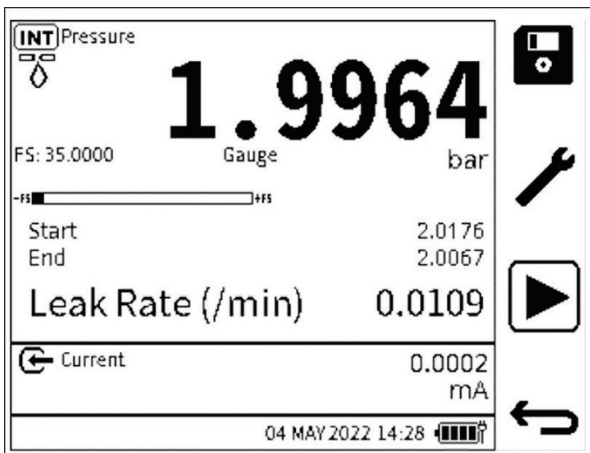 INT Pressure
1.9964
FS: 35.0000 Gauge bar
-FS +FS
Start 2.0176
End 2.0067
Leak Rate (/min) 0.0109
Current 0.0002
mA
04 MAY 2022 14:28